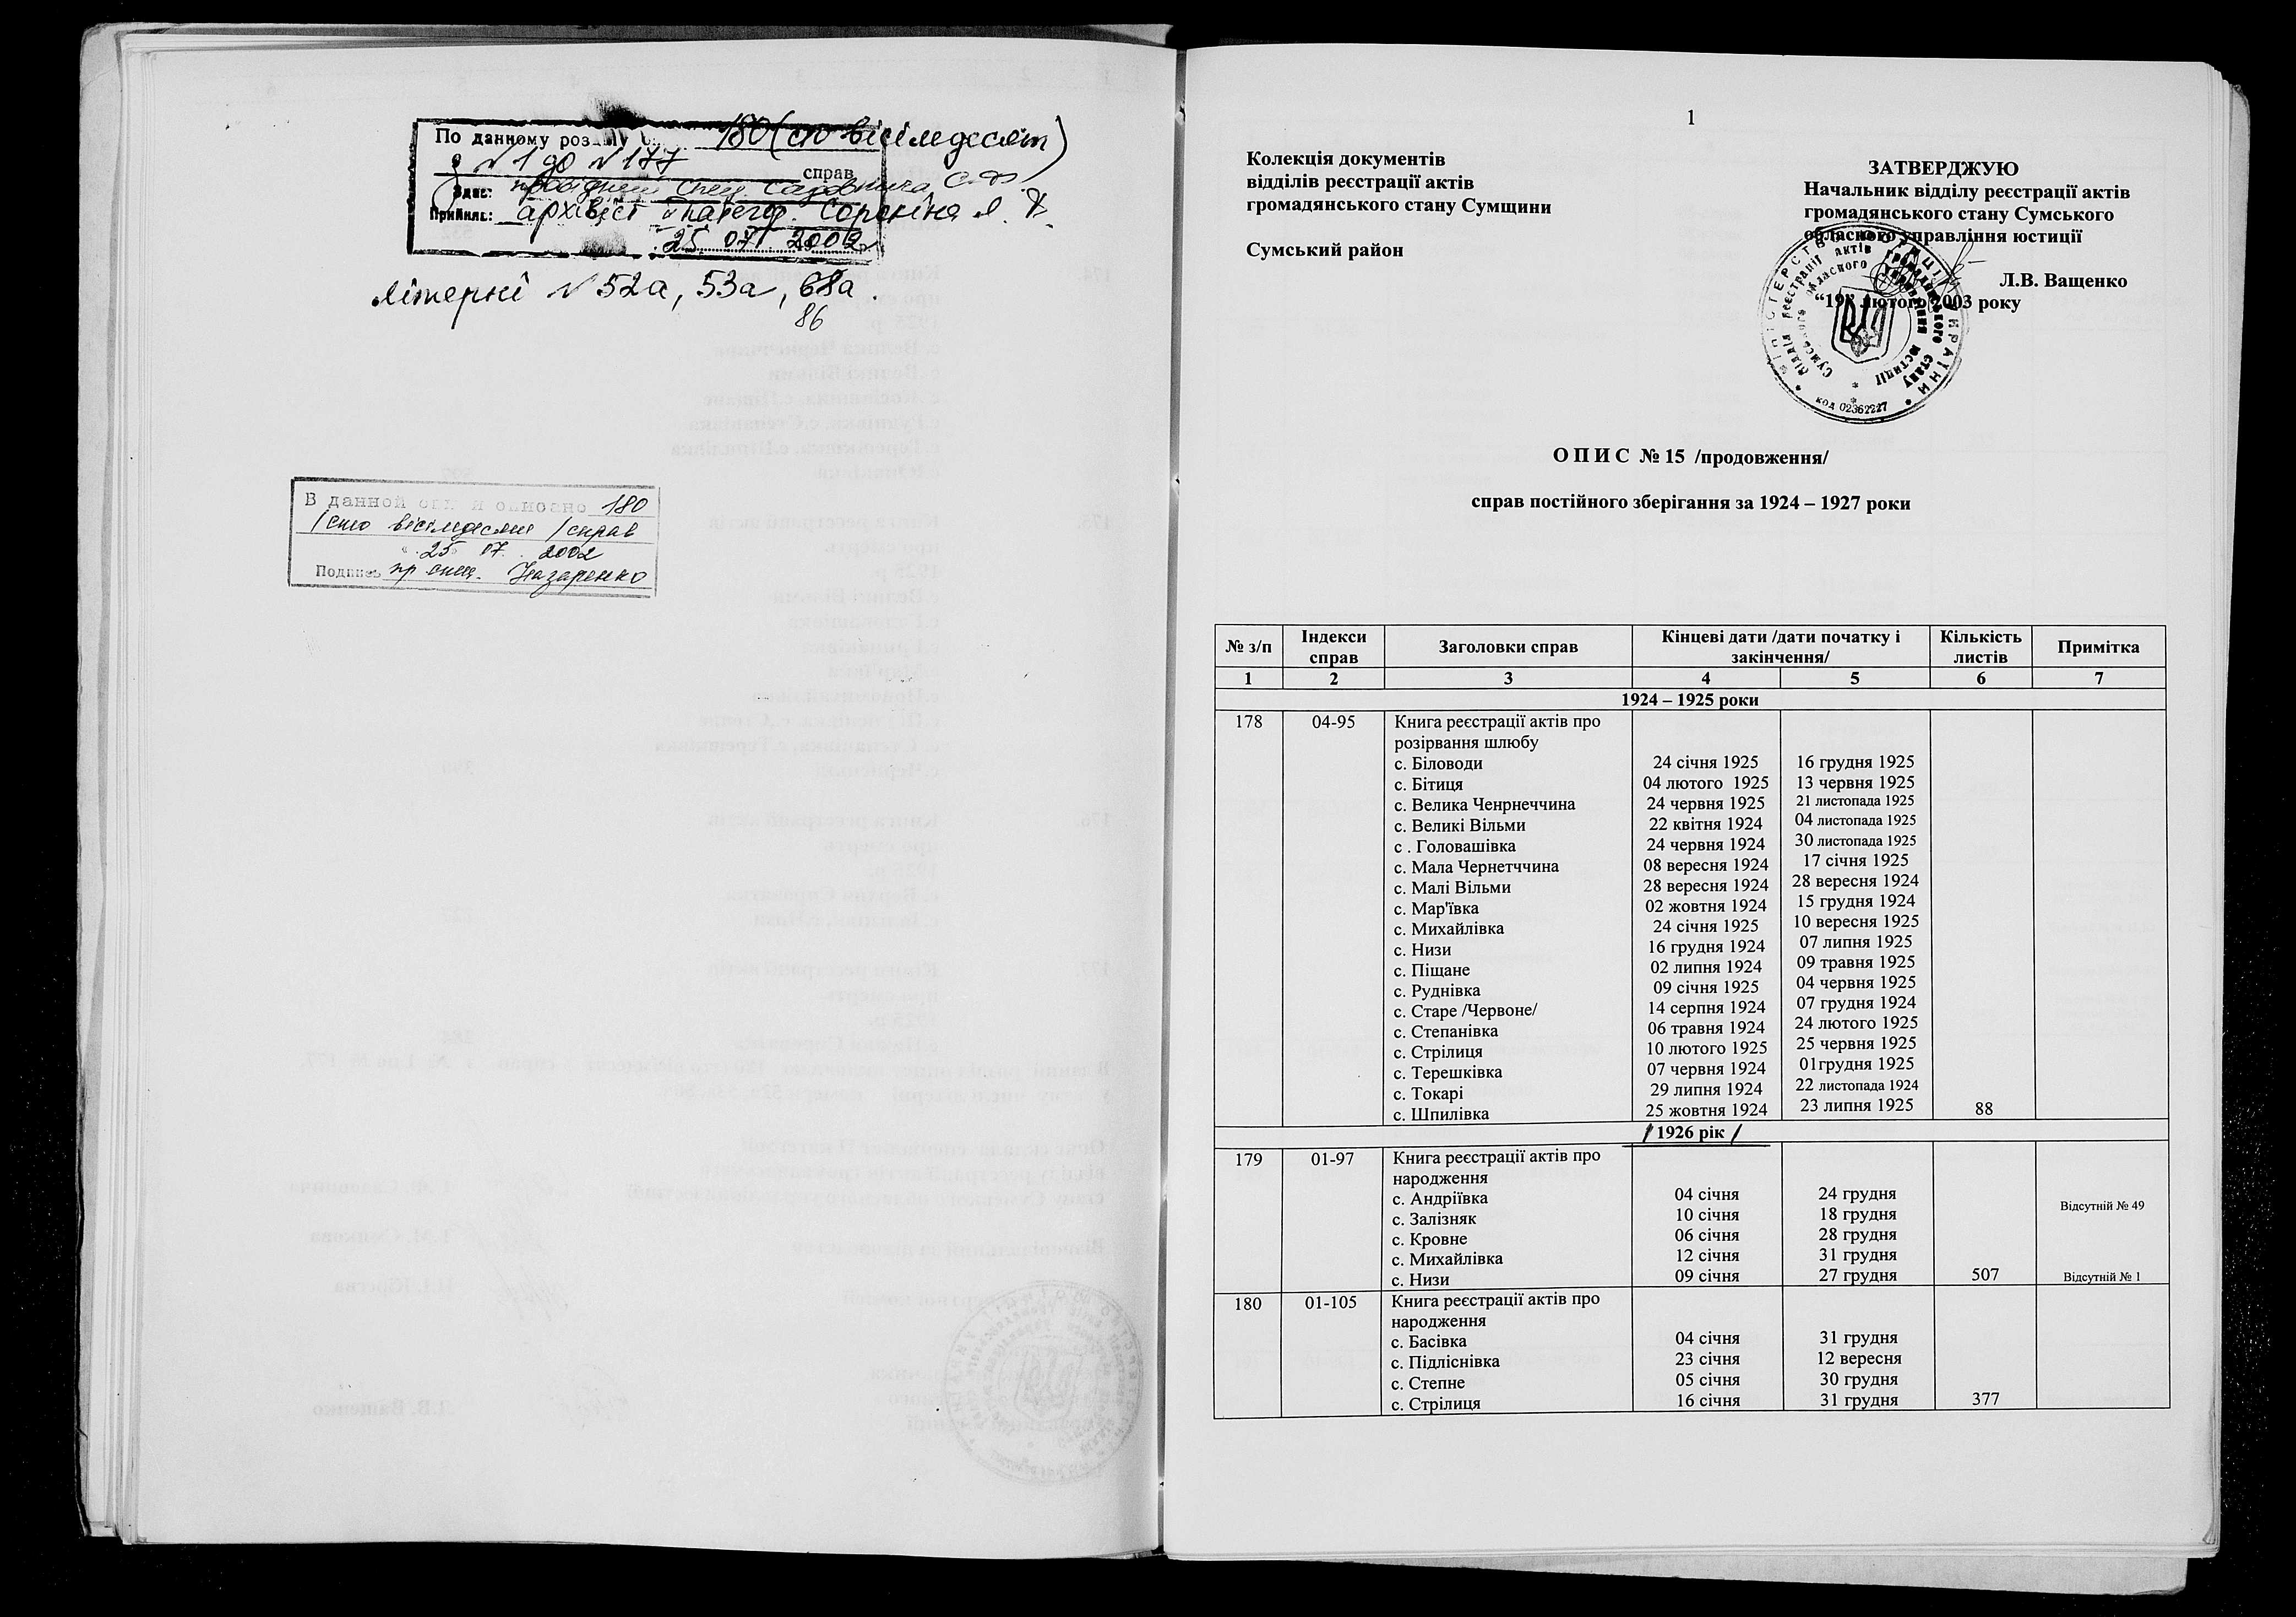 По данному розділу 180 (сто вісімдесят)
з №1 до №177 справ
Здав: провідний спец.
Прийняв: архівіст
25. 07. 2002
літерні №52а, 53а, 68а.
86
В данной описи описано 180
/сто вісімдесят/ справ
"25" 07. 2002
Подпись пр спец. Назаренко
1
Колекція документів
відділів реєстрації актів
громадянського стану Сумщини
Сумський район
ЗАТВЕРДЖУЮ
Начальник відділу реєстрації актів
громадянського стану Сумського
обласного управління юстиції
Л.В. Ващенко
“19” лютого 2003 року
код 02362227
О П И С № 15 /продовження/
справ постійного зберігання за 1924 – 1927 роки
№ з/п Індекси справ Заголовки справ Кінцеві дати /дати початку і закінчення/ Кількість листів Примітка
1 2 3 4 5 6 7
1924 – 1925 роки
178 04-95 Книга реєстрації актів про
розірвання шлюбу
с. Біловоди 24 січня 1925 16 грудня 1925
с. Бітиця 04 лютого 1925 13 червня 1925
с. Велика Ченрнеччина 24 червня 1925 21 листопада 1925
с. Великі Вільми 22 квітня 1924 04 листопада 1925
с . Головашівка 24 червня 1924 30 листопада 1925
с. Мала Чернетччина 08 вересня 1924 17 січня 1925
с. Малі Вільми 28 вересня 1924 28 вересня 1924
с. Мар'ївка 02 жовтня 1924 15 грудня 1924
с. Михайлівка 24 січня 1925 10 вересня 1925
с. Низи 16 грудня 1924 07 липня 1925
с. Піщане 02 липня 1924 09 травня 1925
с. Руднівка 09 січня 1925 04 червня 1925
с. Старе /Червоне/ 14 серпня 1924 07 грудня 1924
с. Степанівка 06 травня 1924 24 лютого 1925
с. Стрілиця 10 лютого 1925 25 червня 1925
с. Терешківка 07 червня 1924 01грудня 1925
с. Токарі 29 липня 1924 22 листопада 1924
с. Шпилівка 25 жовтня 1924 23 липня 1925 88
/ 1926 рік /
179 01-97 Книга реєстрації актів про
народження
с. Андріївка 04 січня 24 грудня Відсутній № 49
с. Залізняк 10 січня 18 грудня
с. Кровне 06 січня 28 грудня
с. Михайлівка 12 січня 31 грудня
с. Низи 09 січня 27 грудня 507 Відсутній № 1
180 01-105 Книга реєстрації актів про
народження
с. Басівка 04 січня 31 грудня
с. Підліснівка 23 січня 12 вересня
с. Степне 05 січня 30 грудня
с. Стрілиця 16 січня 31 грудня 377